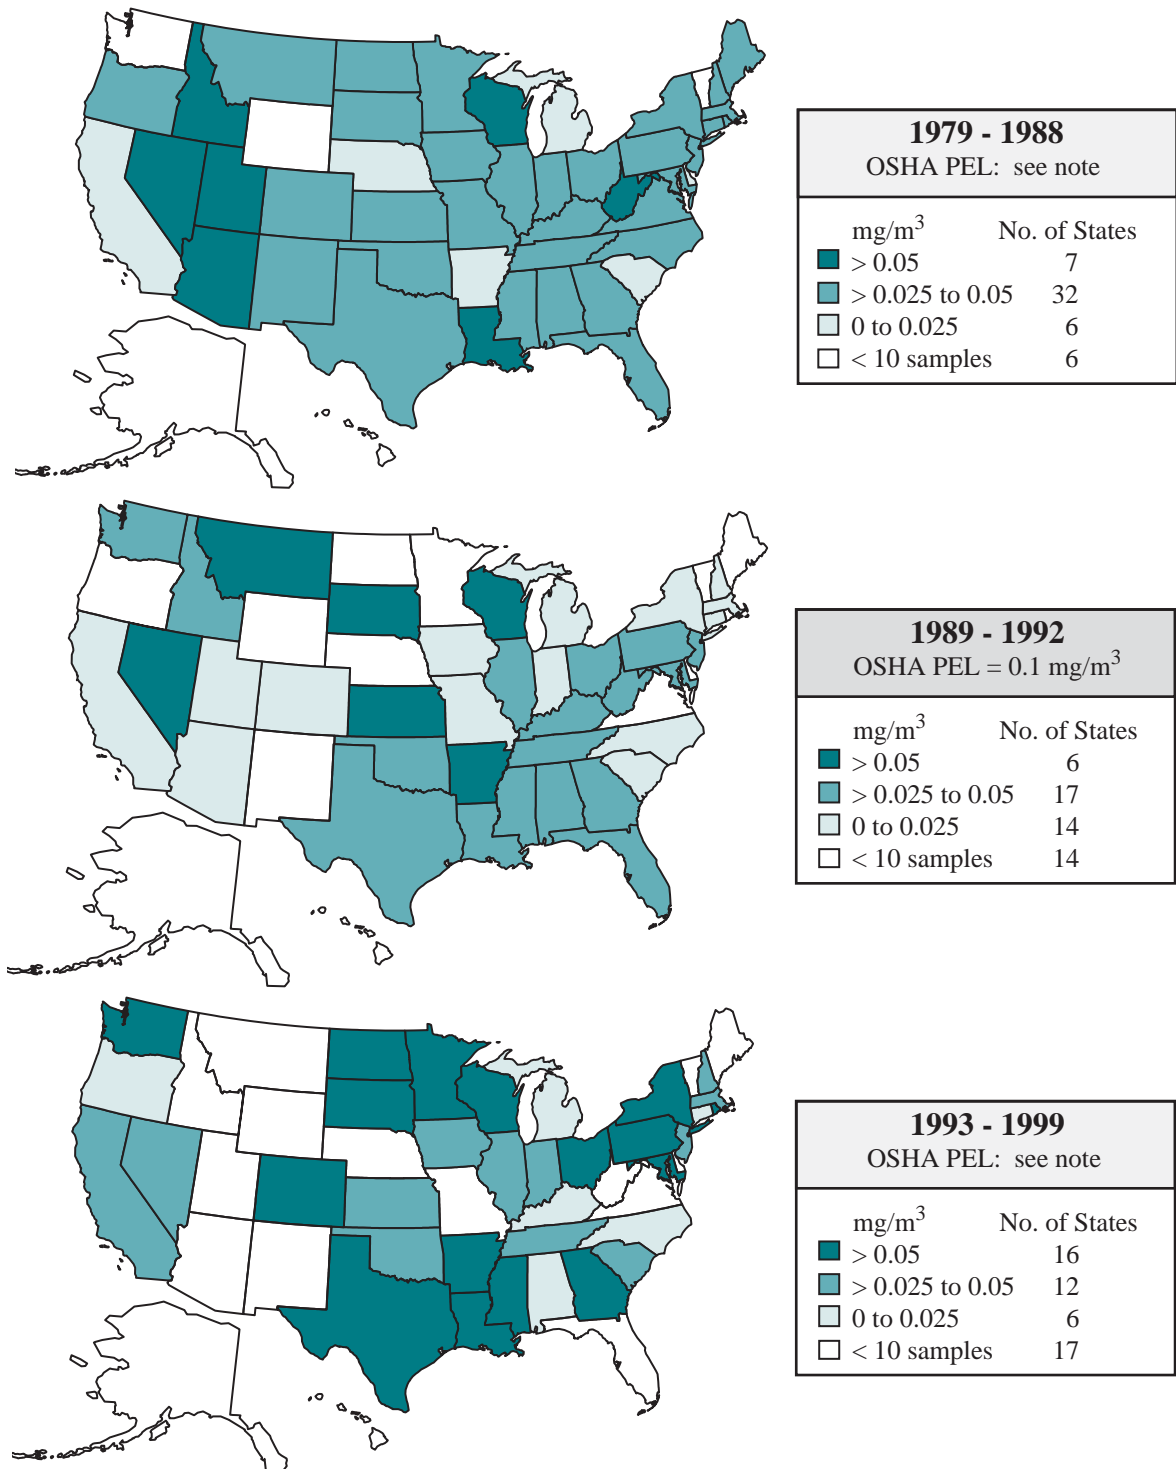 1979 - 1988
OSHA PEL: see note
mg/m³ No. of States
> 0.05 7
> 0.025 to 0.05 32
0 to 0.025 6
< 10 samples 6
1989 - 1992
OSHA PEL = 0.1 mg/m³
mg/m³ No. of States
> 0.05 6
> 0.025 to 0.05 17
0 to 0.025 14
< 10 samples 14
1993 - 1999
OSHA PEL: see note
mg/m³ No. of States
> 0.05 16
> 0.025 to 0.05 12
0 to 0.025 6
< 10 samples 17